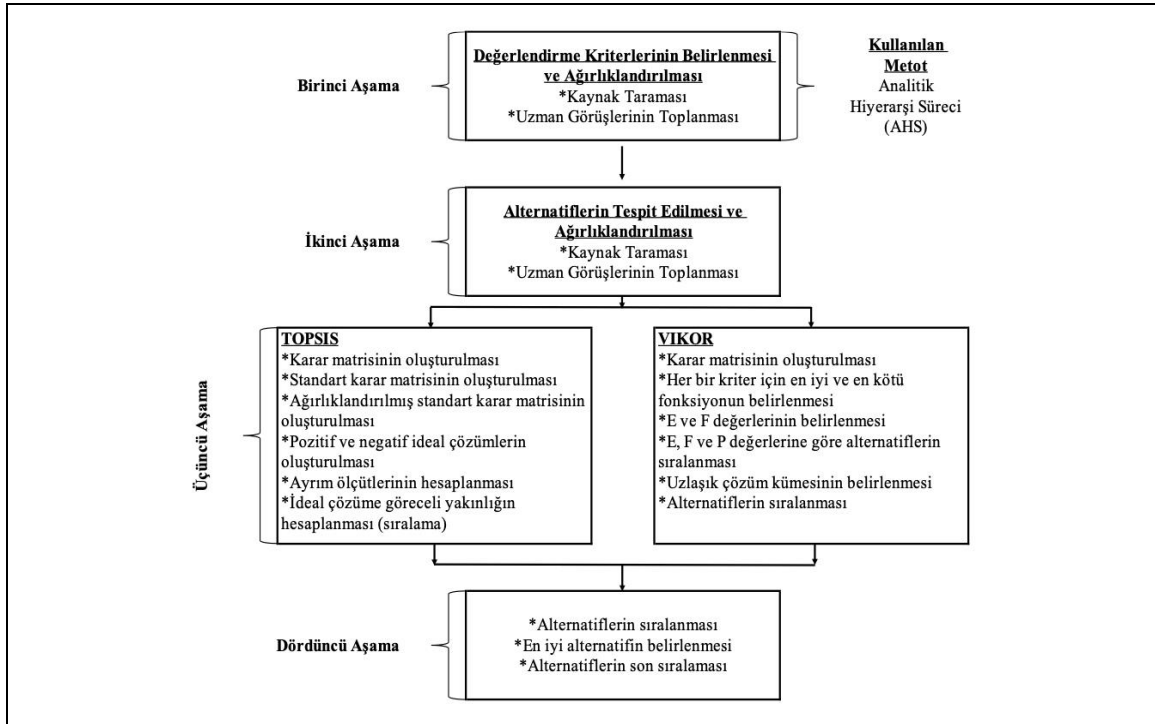 Birinci Aşama
Değerlendirme Kriterlerinin Belirlenmesi
ve Ağırlıklandırılması
*Kaynak Taraması
*Uzman Görüşlerinin Toplanması
Kullanılan
Metot
Analitik
Hiyerarşi Süreci
(AHS)
İkinci Aşama
Alternatiflerin Tespit Edilmesi ve
Ağırlıklandırılması
*Kaynak Taraması
*Uzman Görüşlerinin Toplanması
Üçüncü Aşama
TOPSIS
*Karar matrisinin oluşturulması
*Standart karar matrisinin oluşturulması
*Ağırlıklandırılmış standart karar matrisinin
oluşturulması
*Pozitif ve negatif ideal çözümlerin
oluşturulması
*Ayrım ölçütlerinin hesaplanması
*İdeal çözüme göreceli yakınlığın
hesaplanması (sıralama)
VIKOR
*Karar matrisinin oluşturulması
*Her bir kriter için en iyi ve en kötü
fonksiyonun belirlenmesi
*E ve F değerlerinin belirlenmesi
*E, F ve P değerlerine göre alternatiflerin
sıralanması
*Uzlaşık çözüm kümesinin belirlenmesi
*Alternatiflerin sıralanması
Dördüncü Aşama
*Alternatiflerin sıralanması
*En iyi alternatifin belirlenmesi
*Alternatiflerin son sıralaması